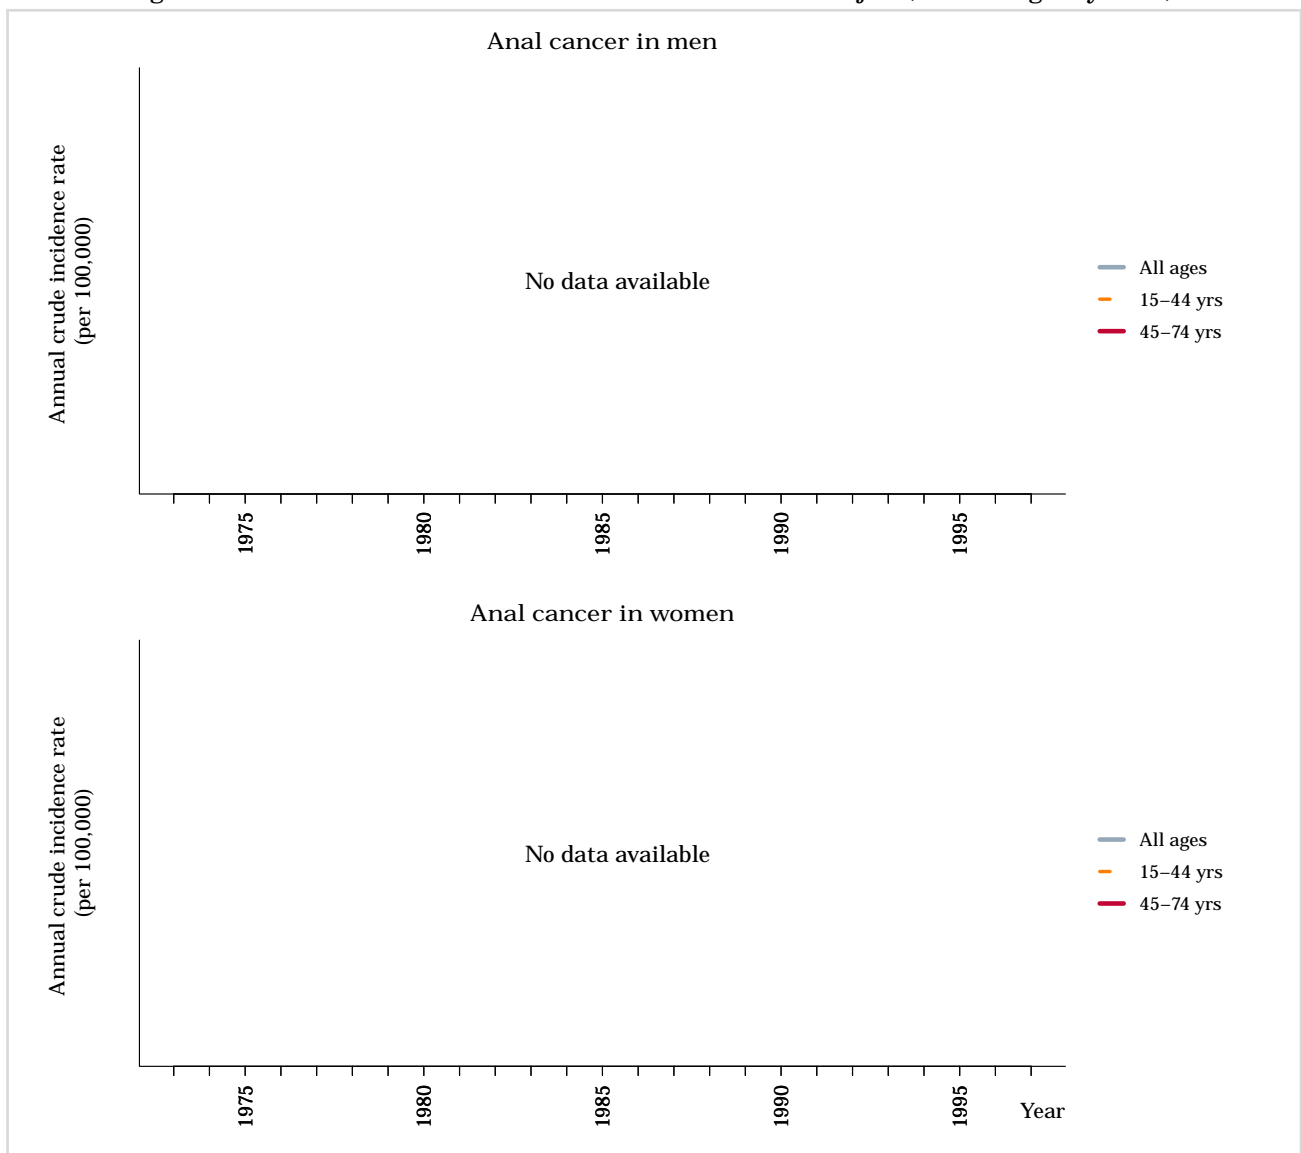 Anal cancer in men
Annual crude incidence rate
(per 100,000)
No data available
All ages
15–44 yrs
45–74 yrs
1975
1980
1985
1990
1995
Anal cancer in women
Annual crude incidence rate
(per 100,000)
No data available
All ages
15–44 yrs
45–74 yrs
1975
1980
1985
1990
1995
Year